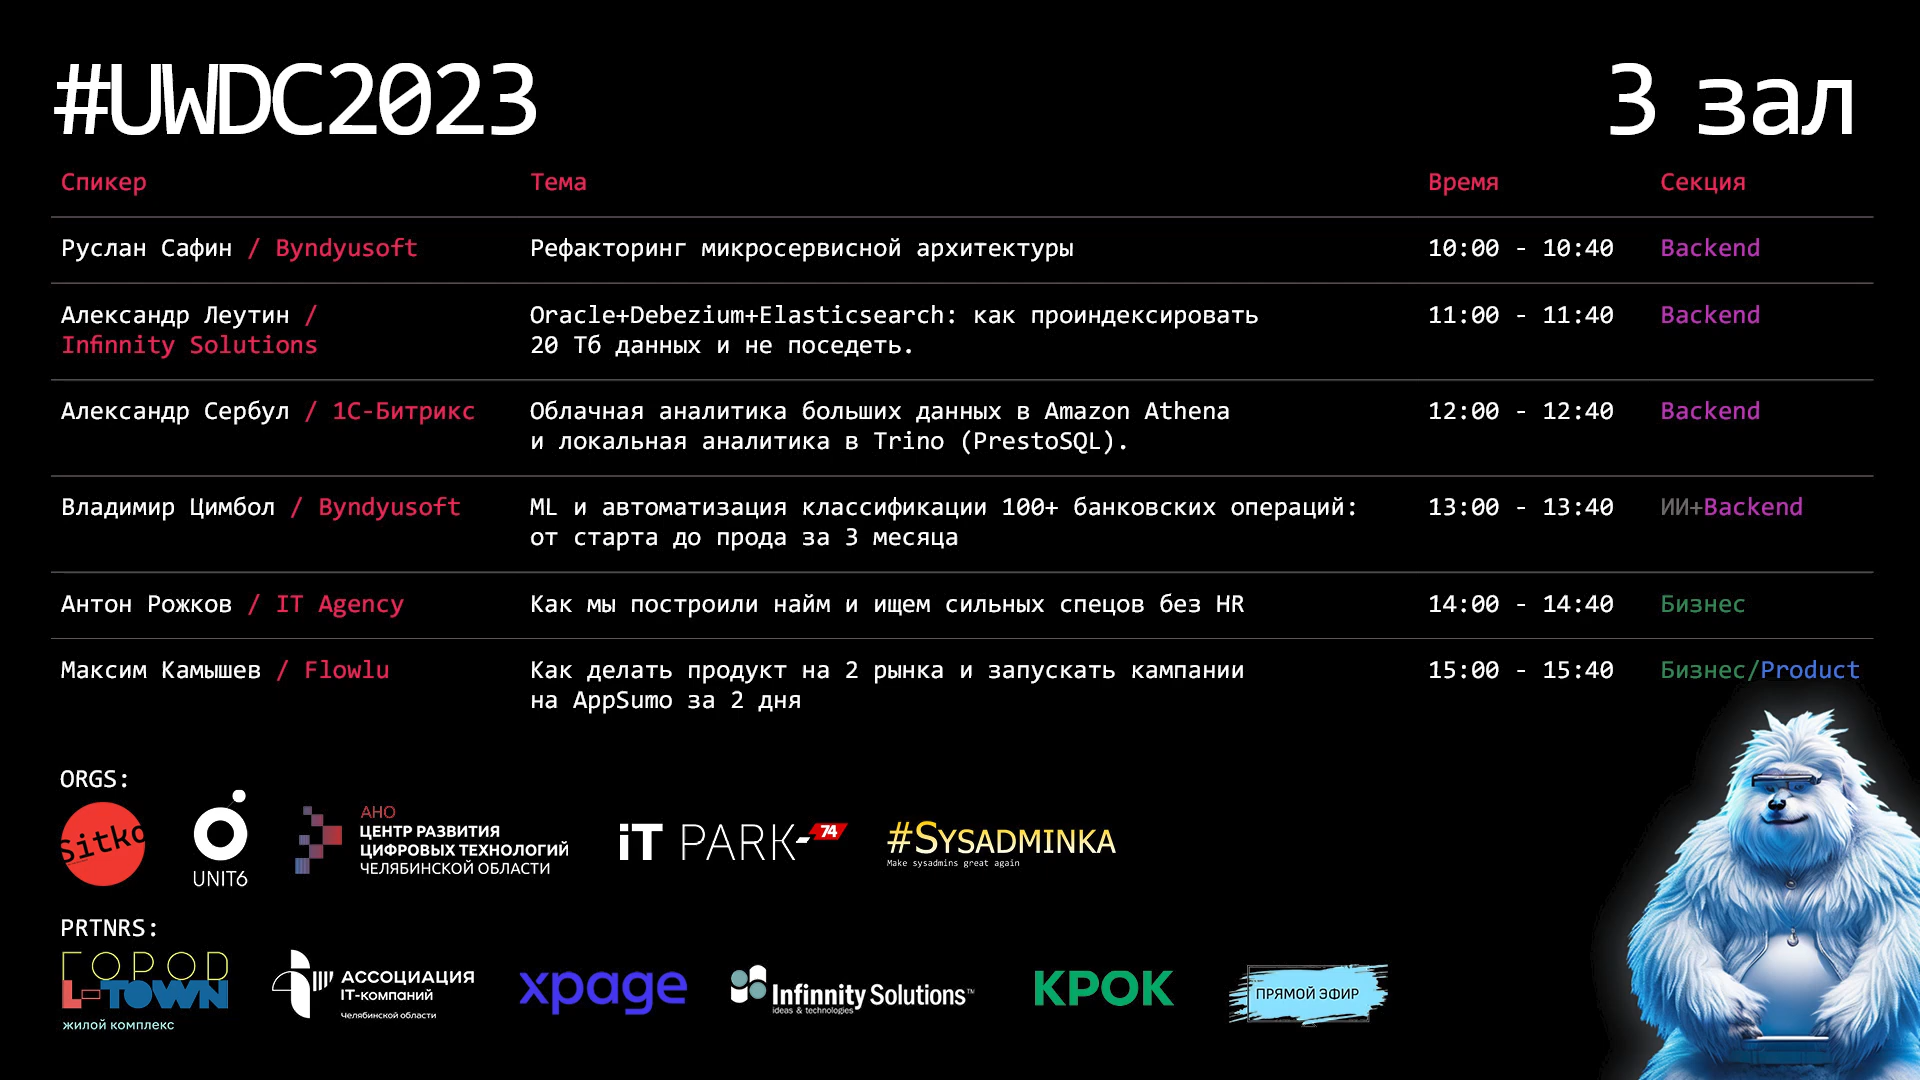 #UWDC2023
3 зал
Спикер Тема Время Секция
Руслан Сафин / Byndyusoft Рефакторинг микросервисной архитектуры 10:00 - 10:40 Backend
Александр Леутин / Oracle+Debezium+Elasticsearch: как проиндексировать 11:00 - 11:40 Backend
Infinnity Solutions 20 Тб данных и не поседеть.
Александр Сербул / 1С-Битрикс Облачная аналитика больших данных в Amazon Athena 12:00 - 12:40 Backend
и локальная аналитика в Trino (PrestoSQL).
Владимир Цимбол / Byndyusoft ML и автоматизация классификации 100+ банковских операций: 13:00 - 13:40 ИИ+Backend
от старта до прода за 3 месяца
Антон Рожков / IT Agency Как мы построили найм и ищем сильных спецов без HR 14:00 - 14:40 Бизнес
Максим Камышев / Flowlu Как делать продукт на 2 рынка и запускать кампании 15:00 - 15:40 Бизнес/Product
на AppSumo за 2 дня
ORGS:
Sitko
UNIT6
АНО
ЦЕНТР РАЗВИТИЯ
ЦИФРОВЫХ ТЕХНОЛОГИЙ
ЧЕЛЯБИНСКОЙ ОБЛАСТИ
iT PARK-74
#SYSADMINKA
Make sysadmins great again
PRTNRS:
ГОРОД
L-TOWN
жилой комплекс
АССОЦИАЦИЯ
IT-компаний
Челябинской области
xpage
Infinnity Solutions™
ideas & technologies
КРОК
ПРЯМОЙ ЭФИР